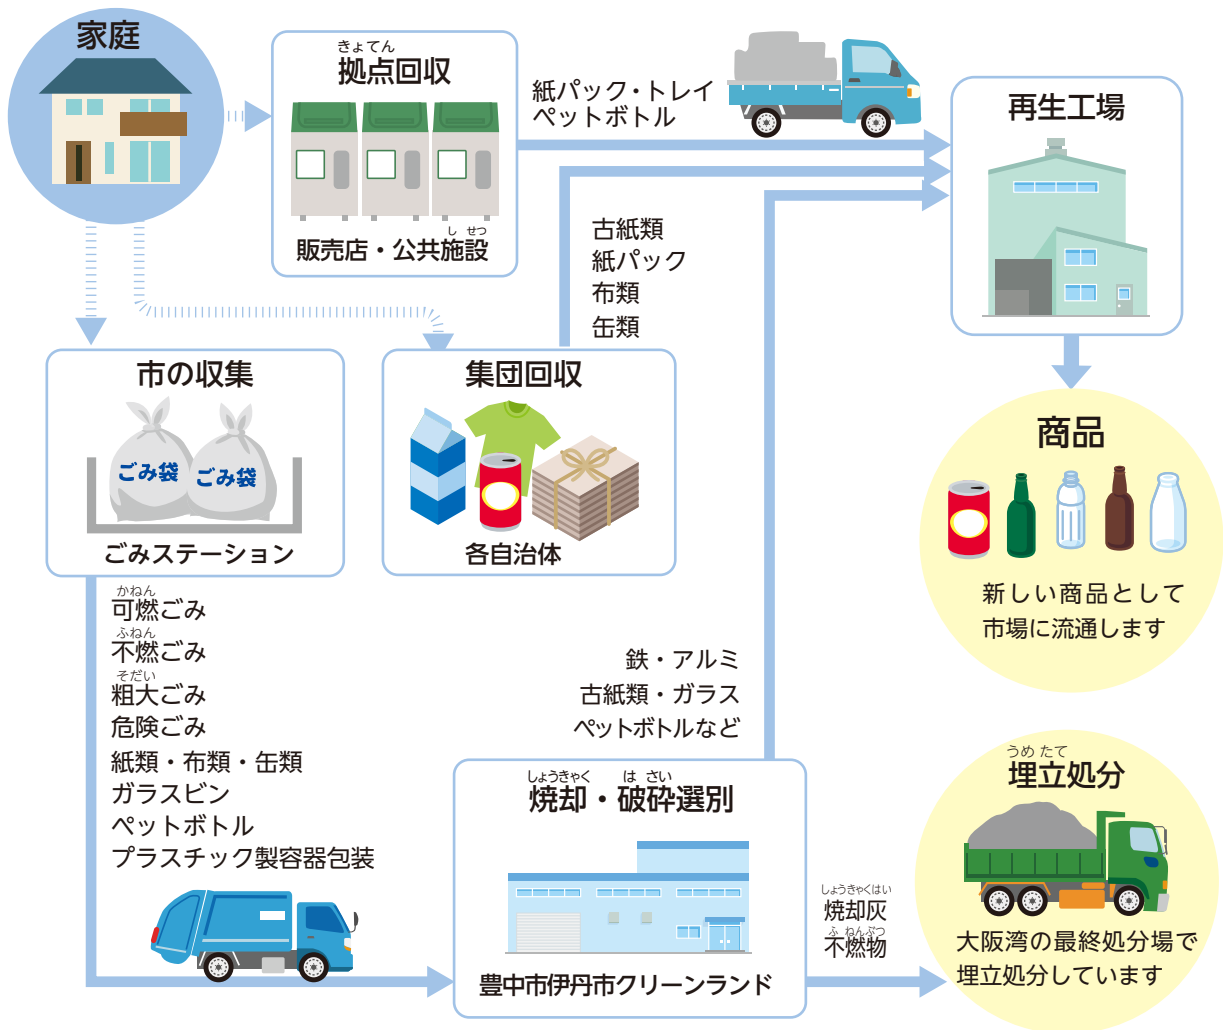 家庭
きょてん
拠点回収
し せつ
販売店・公共施設
紙パック・トレイ
ペットボトル
再生工場
古紙類
紙パック
布類
缶類
市の収集
ごみ袋
ごみ袋
ごみステーション
集団回収
各自治体
商品
新しい商品として
市場に流通します
かねん
可燃ごみ
ふねん
不燃ごみ
そだい
粗大ごみ
危険ごみ
紙類・布類・缶類
ガラスビン
ペットボトル
プラスチック製容器包装
鉄・アルミ
古紙類・ガラス
ペットボトルなど
しょうきゃく は さい
焼却・破砕選別
豊中市伊丹市クリーンランド
しょうきゃくはい
焼却灰
ふ ねんぶつ
不燃物
うめ たて
埋立処分
大阪湾の最終処分場で
埋立処分しています